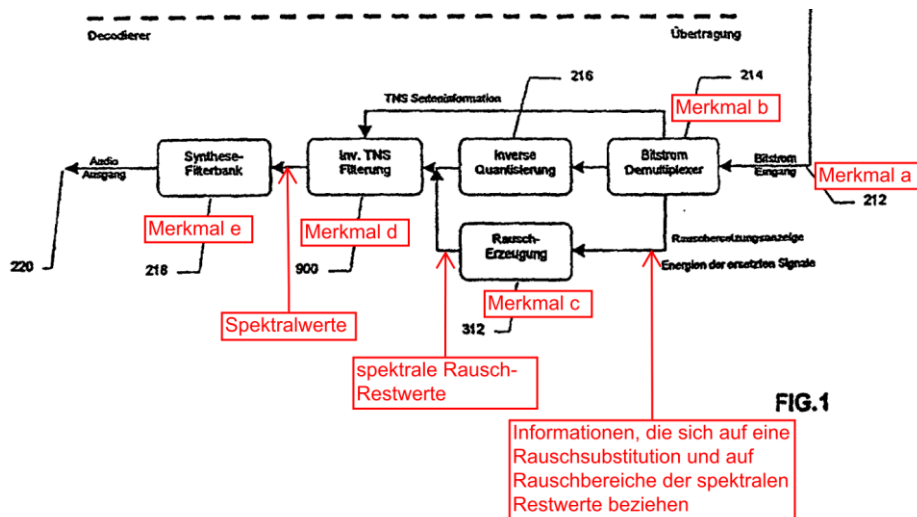 Decodierer
Übertragung
216
214
TNS Seiteninformation
Merkmal b
Audio
Ausgang
Synthese-
Filterbank
Inv. TNS
Filterung
Inverse
Quantisierung
Bitstrom
Demultiplexer
Bitstrom
Eingang
Merkmal a
212
Merkmal e
Merkmal d
Rausch-
Erzeugung
Rauschersetzungsanzeige
Energien der ersetzten Signale
220
218
900
Merkmal c
312
Spektralwerte
spektrale Rausch-
Restwerte
FIG.1
Informationen, die sich auf eine
Rauschsubstitution und auf
Rauschbereiche der spektralen
Restwerte beziehen